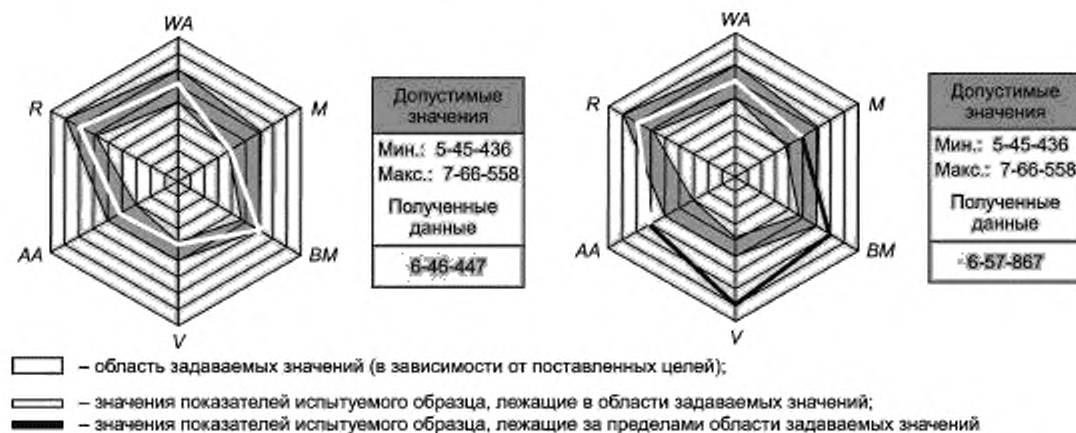 WA
R
M
AA
BM
V
Допустимые
значения
Мин.: 5-45-436
Макс.: 7-66-558
Полученные
данные
6-46-447
WA
R
M
AA
BM
V
Допустимые
значения
Мин.: 5-45-436
Макс.: 7-66-558
Полученные
данные
6-57-867
– область задаваемых значений (в зависимости от поставленных целей);
– значения показателей испытуемого образца, лежащие в области задаваемых значений;
– значения показателей испытуемого образца, лежащие за пределами области задаваемых значений